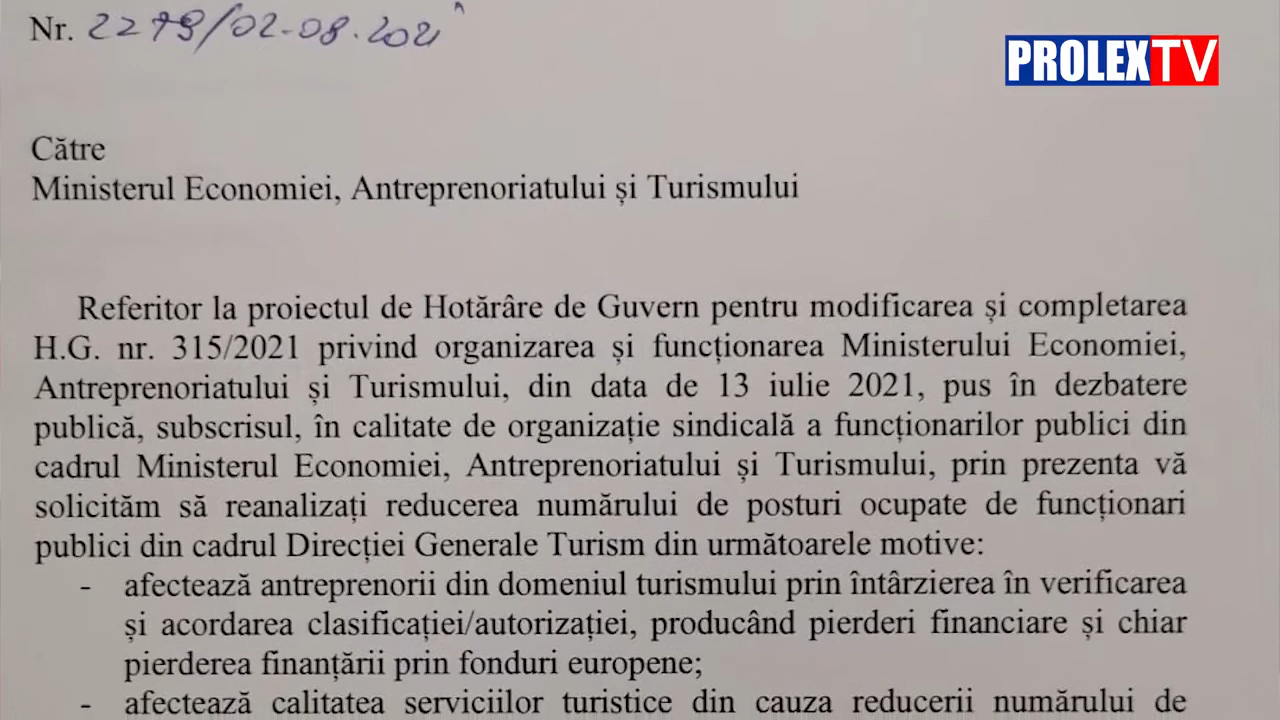 Nr. 2279/02-08.2021
PROLEXTV
Către
Ministerul Economiei, Antreprenoriatului și Turismului
Referitor la proiectul de Hotărâre de Guvern pentru modificarea și completarea
H.G. nr. 315/2021 privind organizarea și funcționarea Ministerului Economiei,
Antreprenoriatului și Turismului, din data de 13 iulie 2021, pus în dezbatere
publică, subscrisul, în calitate de organizație sindicală a funcționarilor publici din
cadrul Ministerul Economiei, Antreprenoriatului și Turismului, prin prezenta vă
solicităm să reanalizați reducerea numărului de posturi ocupate de funcționari
publici din cadrul Direcției Generale Turism din următoarele motive:
- afectează antreprenorii din domeniul turismului prin întârzierea în verificarea
și acordarea clasificației/autorizației, producând pierderi financiare și chiar
pierderea finanțării prin fonduri europene;
- afectează calitatea serviciilor turistice din cauza reducerii numărului de